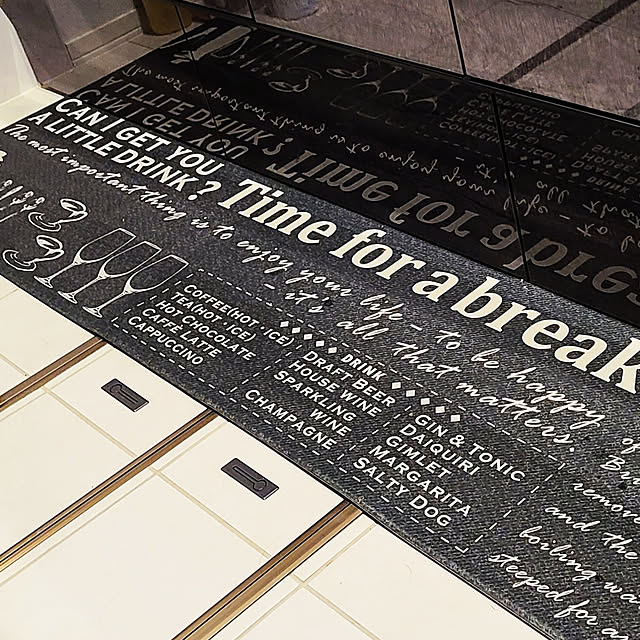 CAN I GET YOU
A LITTLE DRINK?
Time for a break
The most important thing is to enjoy your life - to be happy
- it's all that matters.
COFFEE(HOT·ICE)
TEA(HOT·ICE)
HOT CHOCOLATE
CAFFÈ LATTE
CAPPUCCINO
DRINK
DRAFT BEER
HOUSE WINE
SPARKLING
WINE
CHAMPAGNE
GIN & TONIC
DAIQUIRI
GIMLET
MARGARITA
SALTY DOG
and the
boiling
steeped for a